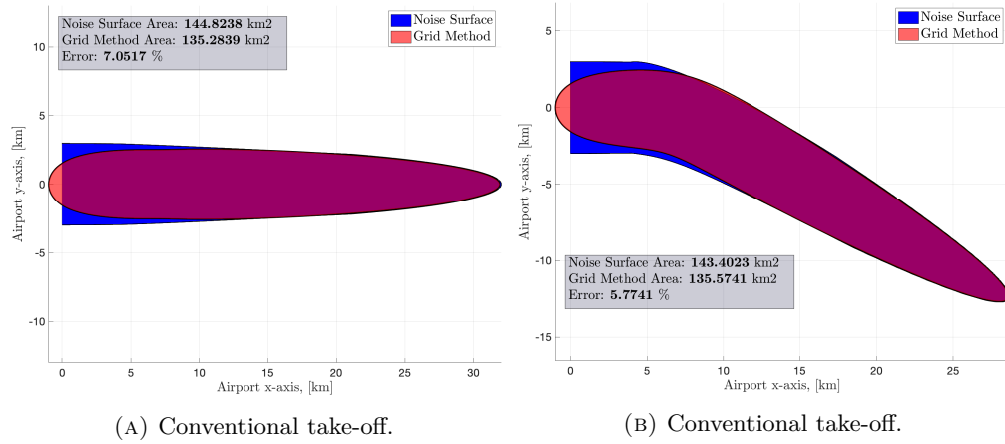 Noise Surface Area: 144.8238 km2
Grid Method Area: 135.2839 km2
Error: 7.0517 %
Noise Surface
Grid Method
10
5
0
-5
-10
Airport y-axis, [km]
0 5 10 15 20 25 30
Airport x-axis, [km]
(A) Conventional take-off.
Noise Surface
Grid Method
5
0
-5
-10
-15
Airport y-axis, [km]
Noise Surface Area: 143.4023 km2
Grid Method Area: 135.5741 km2
Error: 5.7741 %
0 5 10 15 20 25
Airport x-axis, [km]
(B) Conventional take-off.